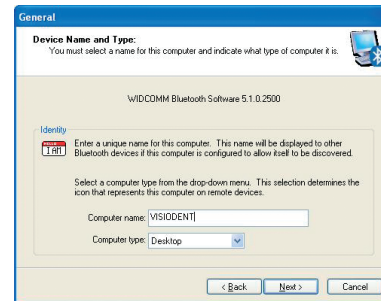 General
Device Name and Type:
You must select a name for this computer and indicate what type of computer it is.
WIDCOMM Bluetooth Software 5.1.0.2500
Identity
HELLO
I AM
Enter a unique name for this computer. This name will be displayed to other
Bluetooth devices if this computer is configured to allow itself to be discovered.
Select a computer type from the drop-down menu. This selection determines the
icon that represents this computer on remote devices.
Computer name: VISIODENT
Computer type: Desktop
< Back Next > Cancel